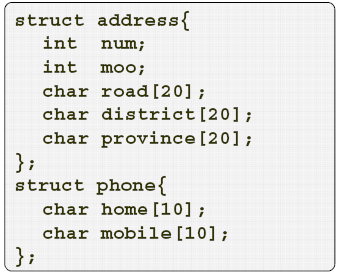 struct address{
int num;
int moo;
char road[20];
char district[20];
char province[20];
};
struct phone{
char home[10];
char mobile[10];
};